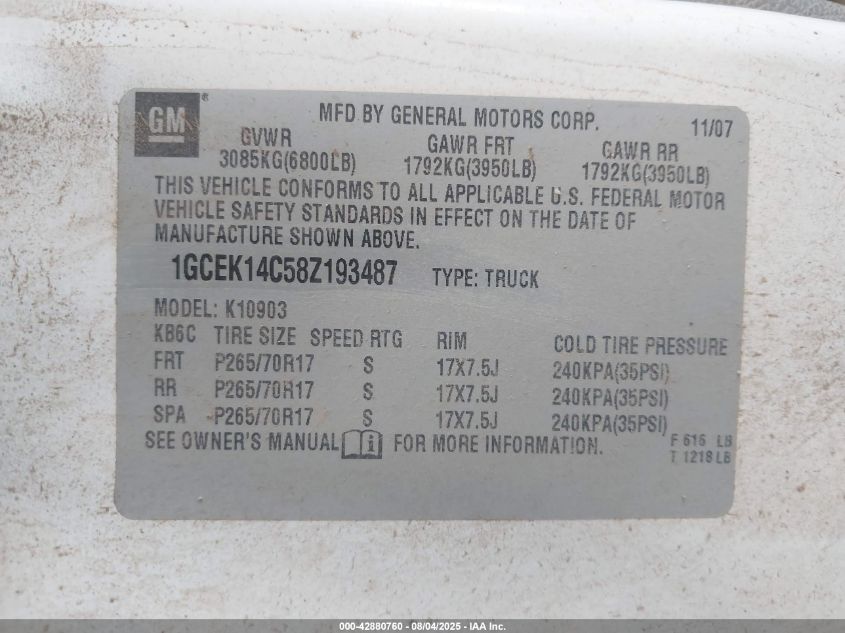 GM ®
MFD BY GENERAL MOTORS CORP. 11/07
GVWR GAWR FRT GAWR RR
3085KG(6800LB) 1792KG(3950LB) 1792KG(3950LB)
THIS VEHICLE CONFORMS TO ALL APPLICABLE U.S. FEDERAL MOTOR
VEHICLE SAFETY STANDARDS IN EFFECT ON THE DATE OF
MANUFACTURE SHOWN ABOVE.
1GCEK14C58Z193487 TYPE: TRUCK
MODEL: K10903
KB6C TIRE SIZE SPEED RTG RIM COLD TIRE PRESSURE
FRT P265/70R17 S 17X7.5J 240KPA(35PSI)
RR P265/70R17 S 17X7.5J 240KPA(35PSI)
SPA P265/70R17 S 17X7.5J 240KPA(35PSI)
SEE OWNER'S MANUAL i FOR MORE INFORMATION.
F 616 LB
T 1218 LB
000-42880760 - 08/04/2025 - IAA Inc.